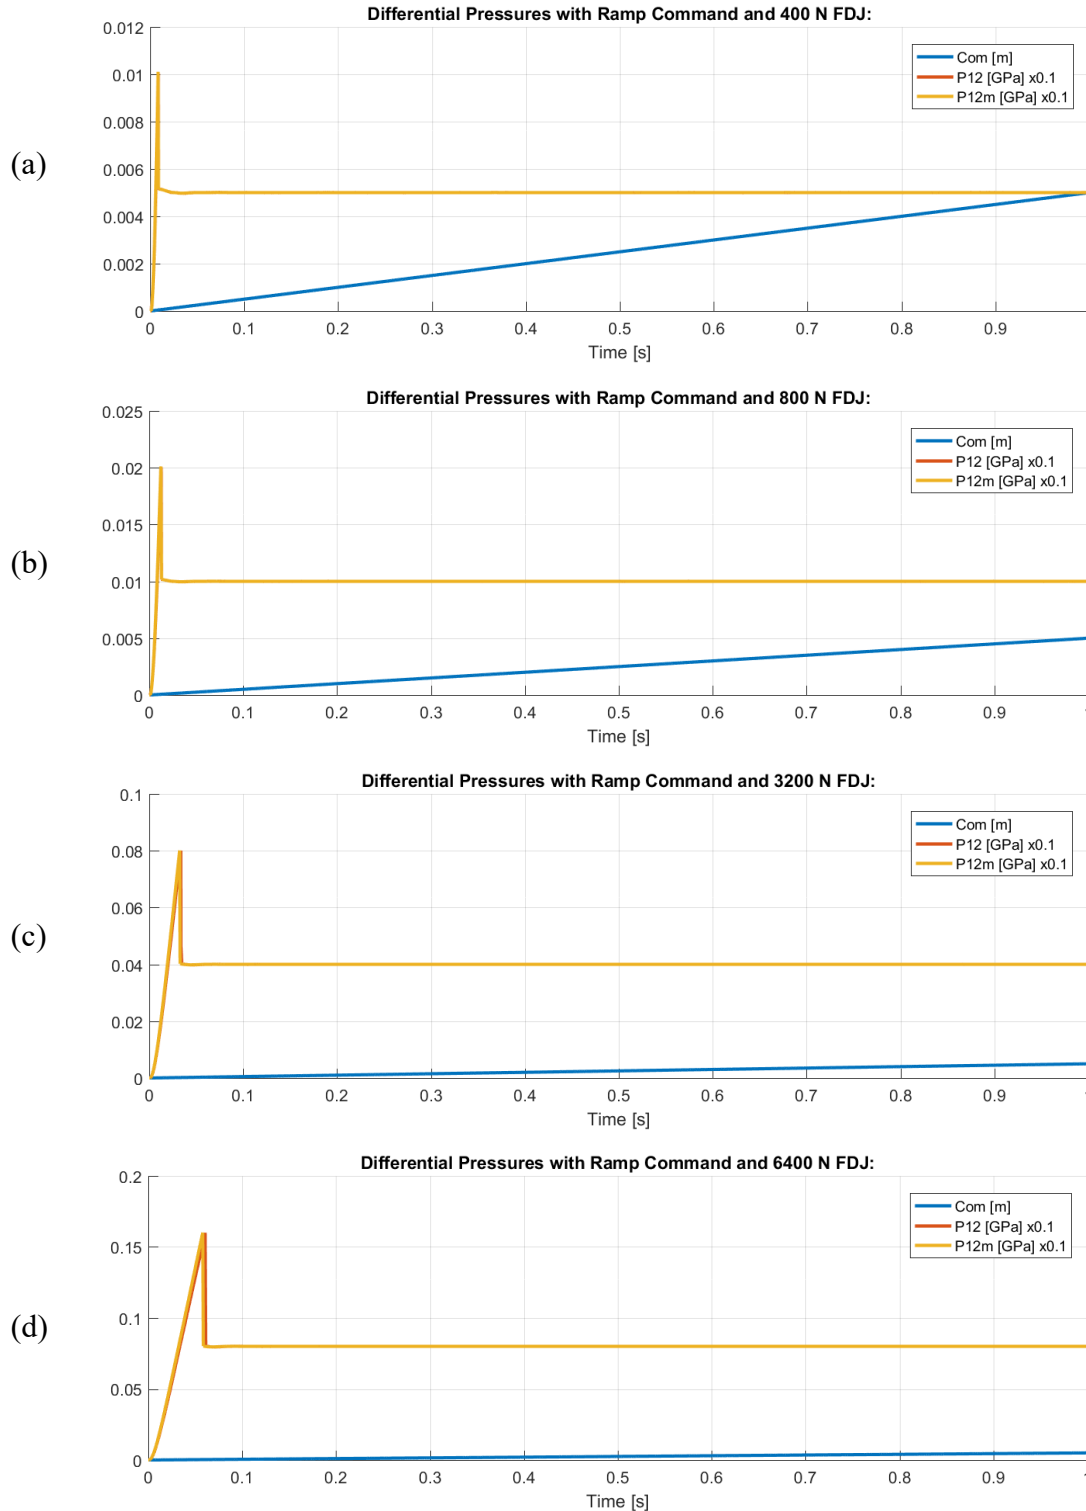 Differential Pressures with Ramp Command and 400 N FDJ:
(a)
0.012
0.01
0.008
0.006
0.004
0.002
0
Com [m]
P12 [GPa] x0.1
P12m [GPa] x0.1
0 0.1 0.2 0.3 0.4 0.5 0.6 0.7 0.8 0.9
Time [s]
Differential Pressures with Ramp Command and 800 N FDJ:
(b)
0.025
0.02
0.015
0.01
0.005
0
Com [m]
P12 [GPa] x0.1
P12m [GPa] x0.1
0 0.1 0.2 0.3 0.4 0.5 0.6 0.7 0.8 0.9
Time [s]
Differential Pressures with Ramp Command and 3200 N FDJ:
(c)
0.1
0.08
0.06
0.04
0.02
0
Com [m]
P12 [GPa] x0.1
P12m [GPa] x0.1
0 0.1 0.2 0.3 0.4 0.5 0.6 0.7 0.8 0.9
Time [s]
Differential Pressures with Ramp Command and 6400 N FDJ:
(d)
0.2
0.15
0.1
0.05
0
Com [m]
P12 [GPa] x0.1
P12m [GPa] x0.1
0 0.1 0.2 0.3 0.4 0.5 0.6 0.7 0.8 0.9
Time [s]